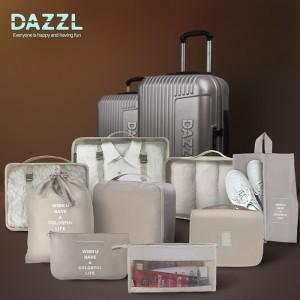 DAZZL
Everyone is happy and having fun
DAZZL
WISH U
HAVE
A
COLORFUL
LIFE
WISH U
HAVE
A
COLORFUL
LIFE